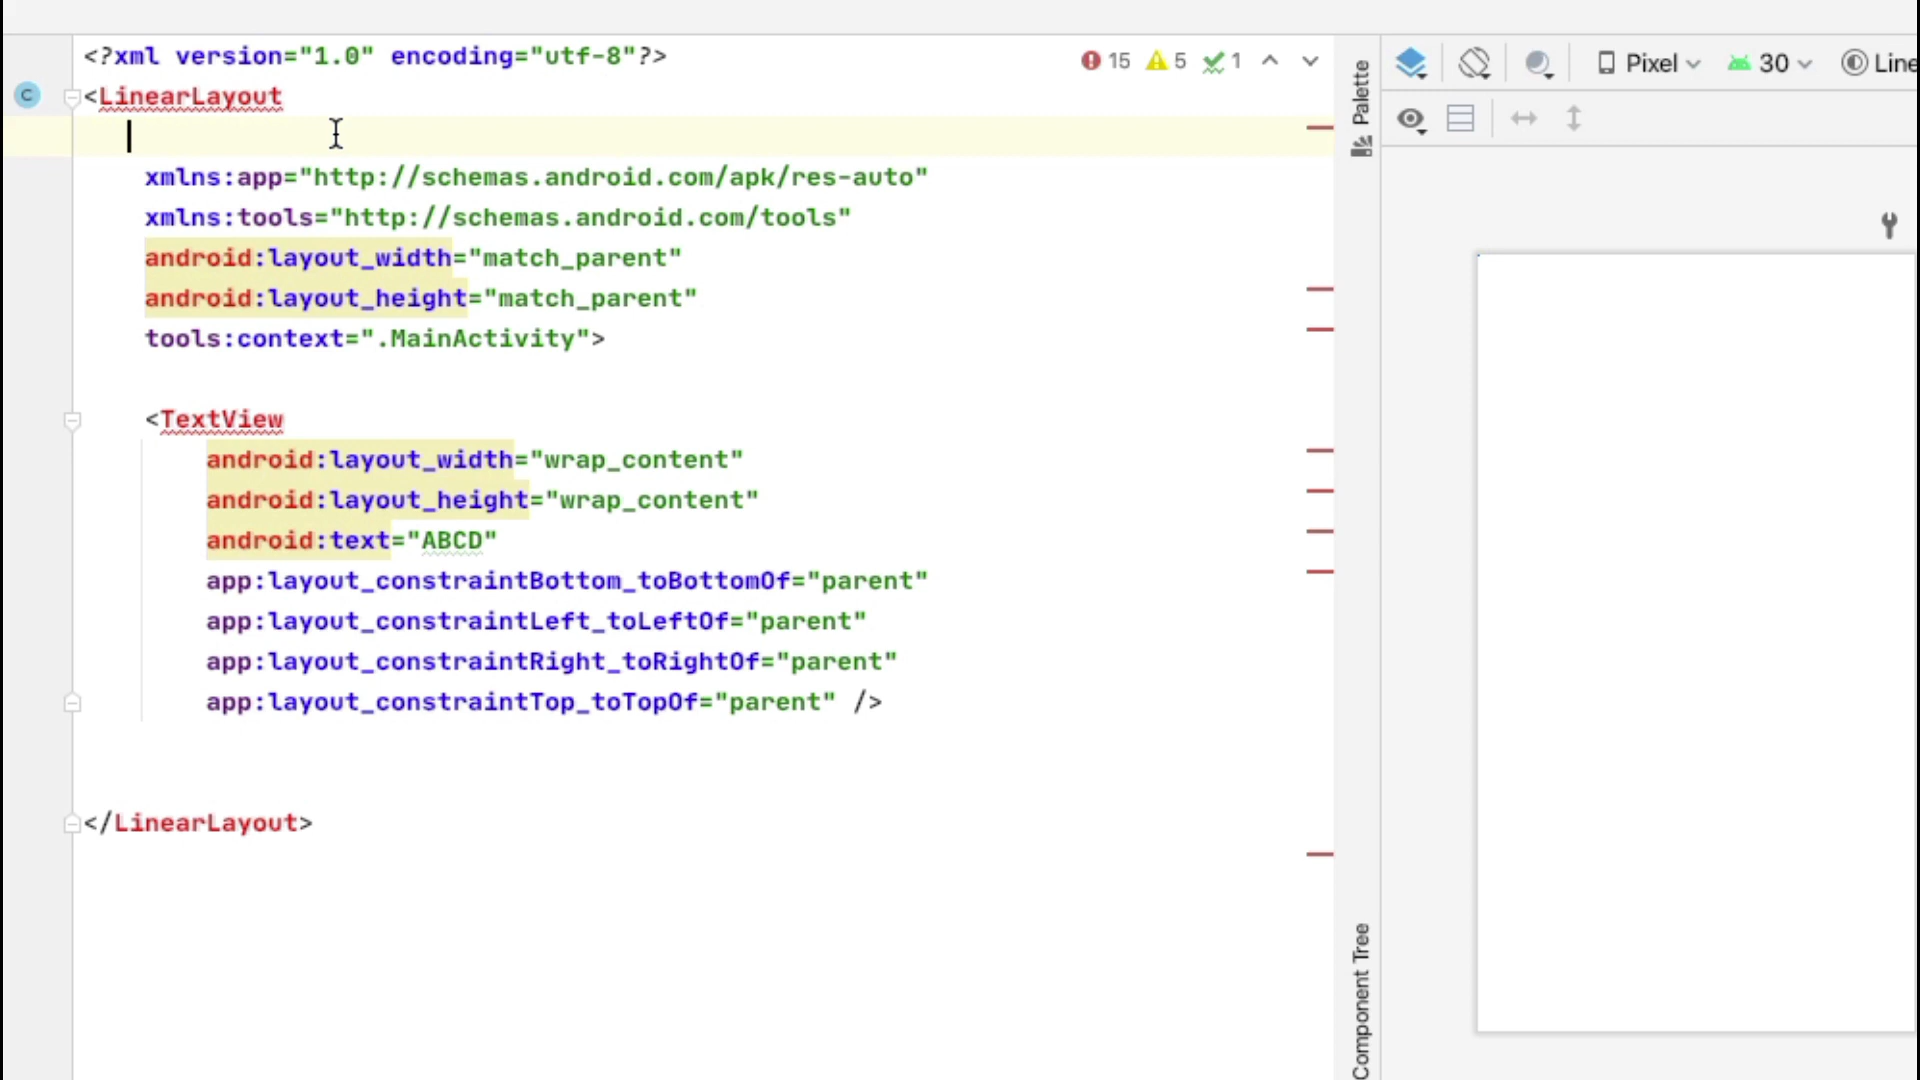 <?xml version="1.0" encoding="utf-8"?>
15 5 1
<LinearLayout
xmlns:app="http://schemas.android.com/apk/res-auto"
xmlns:tools="http://schemas.android.com/tools"
android:layout_width="match_parent"
android:layout_height="match_parent"
tools:context=".MainActivity">
<TextView
android:layout_width="wrap_content"
android:layout_height="wrap_content"
android:text="ABCD"
app:layout_constraintBottom_toBottomOf="parent"
app:layout_constraintLeft_toLeftOf="parent"
app:layout_constraintRight_toRightOf="parent"
app:layout_constraintTop_toTopOf="parent" />
</LinearLayout>
C
Palette
Component Tree
Pixel 30 Line